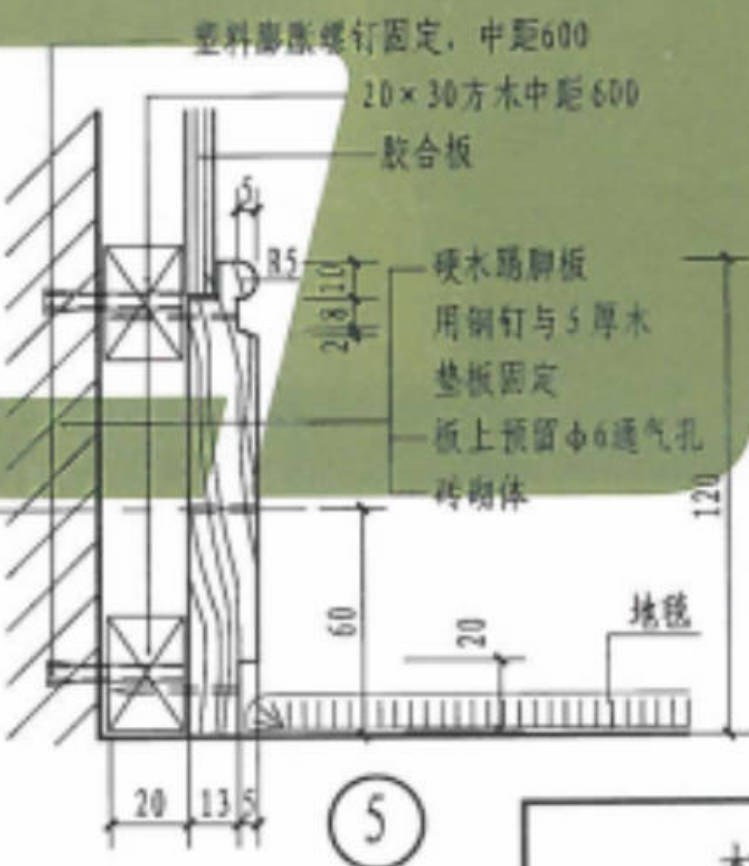 塑料膨胀螺钉固定，中距600
20×30方木中距600
胶合板
5
R5
10
8
2
硬木踢脚板
用钢钉与5厚木
垫板固定
板上预留φ6通气孔
砖砌体
120
60
20
地毯
20
13
5
5